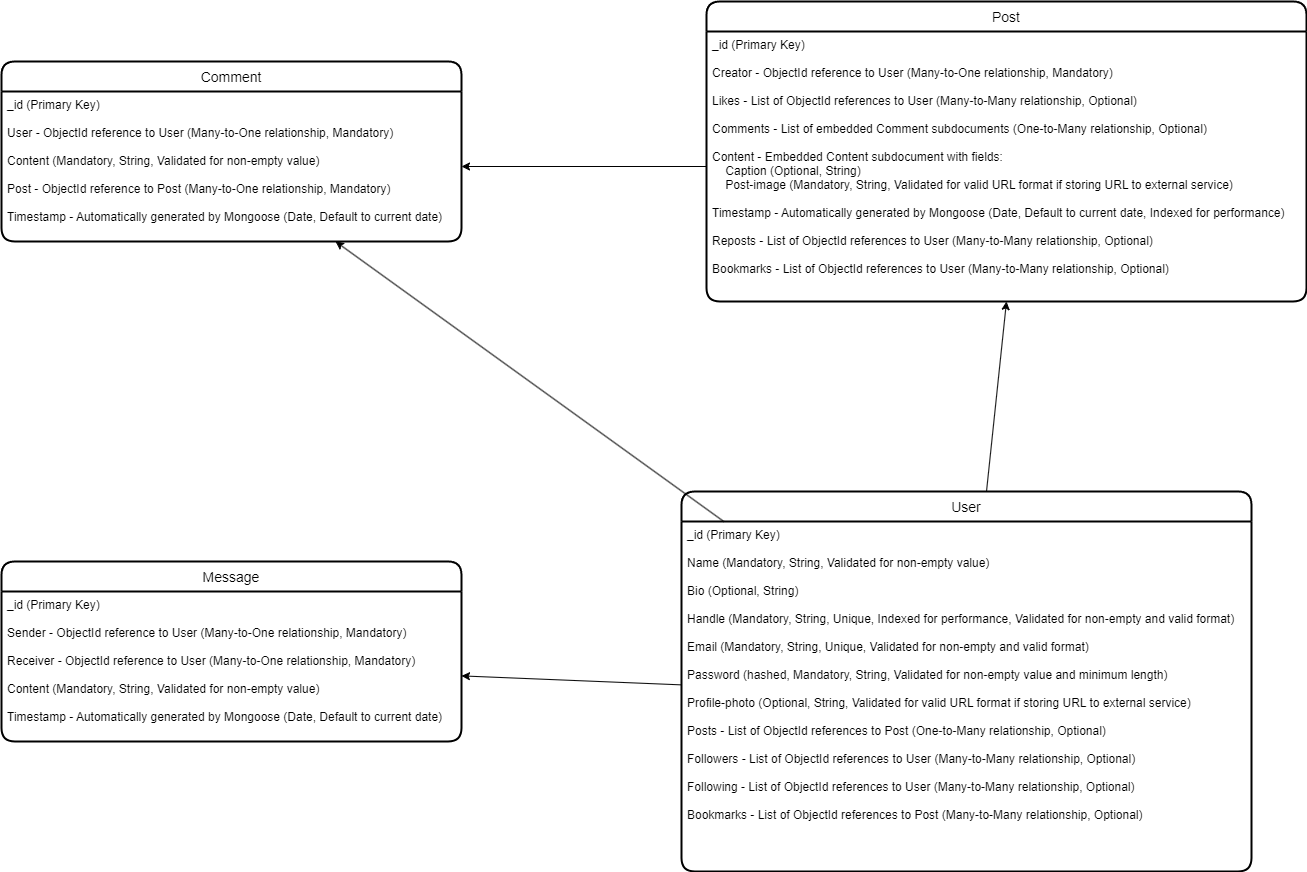 Post
_id (Primary Key)
Creator - ObjectId reference to User (Many-to-One relationship, Mandatory)
Likes - List of ObjectId references to User (Many-to-Many relationship, Optional)
Comments - List of embedded Comment subdocuments (One-to-Many relationship, Optional)
Content - Embedded Content subdocument with fields:
Caption (Optional, String)
Post-image (Mandatory, String, Validated for valid URL format if storing URL to external service)
Timestamp - Automatically generated by Mongoose (Date, Default to current date, Indexed for performance)
Reposts - List of ObjectId references to User (Many-to-Many relationship, Optional)
Bookmarks - List of ObjectId references to User (Many-to-Many relationship, Optional)
Comment
_id (Primary Key)
User - ObjectId reference to User (Many-to-One relationship, Mandatory)
Content (Mandatory, String, Validated for non-empty value)
Post - ObjectId reference to Post (Many-to-One relationship, Mandatory)
Timestamp - Automatically generated by Mongoose (Date, Default to current date)
User
_id (Primary Key)
Name (Mandatory, String, Validated for non-empty value)
Bio (Optional, String)
Handle (Mandatory, String, Unique, Indexed for performance, Validated for non-empty and valid format)
Email (Mandatory, String, Unique, Validated for non-empty and valid format)
Password (hashed, Mandatory, String, Validated for non-empty value and minimum length)
Profile-photo (Optional, String, Validated for valid URL format if storing URL to external service)
Posts - List of ObjectId references to Post (One-to-Many relationship, Optional)
Followers - List of ObjectId references to User (Many-to-Many relationship, Optional)
Following - List of ObjectId references to User (Many-to-Many relationship, Optional)
Bookmarks - List of ObjectId references to Post (Many-to-Many relationship, Optional)
Message
_id (Primary Key)
Sender - ObjectId reference to User (Many-to-One relationship, Mandatory)
Receiver - ObjectId reference to User (Many-to-One relationship, Mandatory)
Content (Mandatory, String, Validated for non-empty value)
Timestamp - Automatically generated by Mongoose (Date, Default to current date)